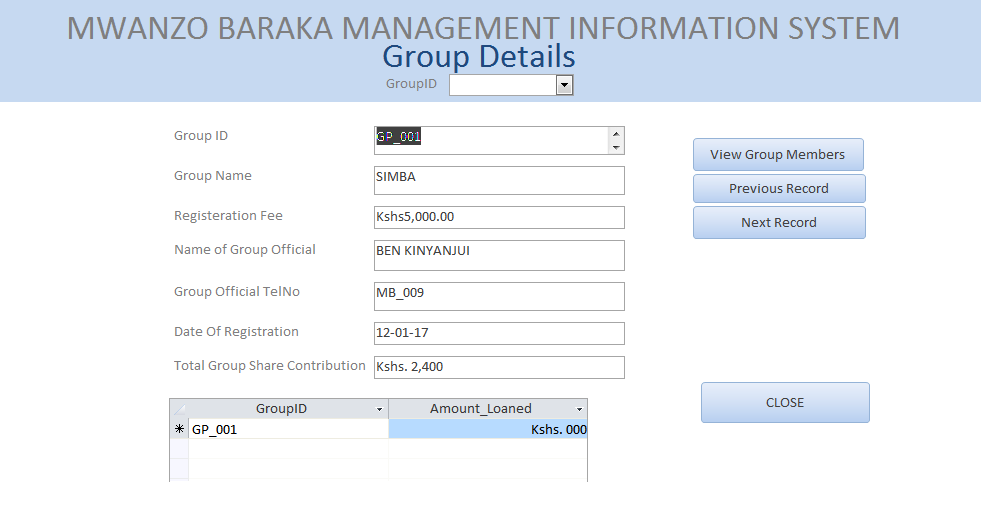 MWANZO BARAKA MANAGEMENT INFORMATION SYSTEM
Group Details
GroupID
Group ID GP_001
Group Name SIMBA
Registeration Fee Kshs5,000.00
Name of Group Official BEN KINYANJUI
Group Official TelNo MB_009
Date Of Registration 12-01-17
Total Group Share Contribution Kshs. 2,400
View Group Members
Previous Record
Next Record
GroupID Amount_Loaned
GP_001 Kshs. 000
CLOSE